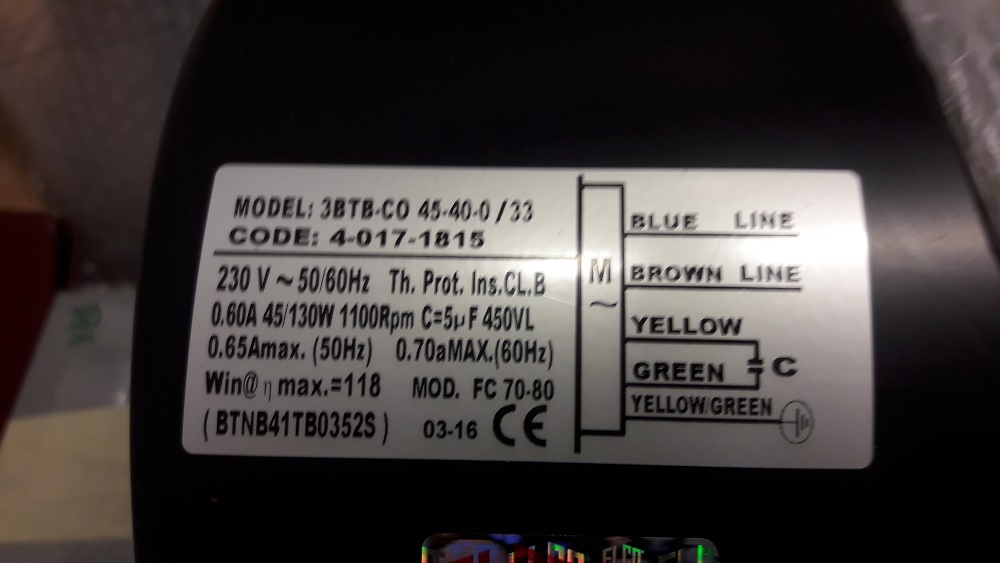 MODEL: 3BTB-CO 45-40-0/33
CODE: 4-017-1815
230 V ~ 50/60Hz Th. Prot. Ins.CL.B
0.60A 45/130W 1100Rpm C=5μF 450VL
0.65Amax. (50Hz) 0.70aMAX.(60Hz)
Win@ η max.=118 MOD. FC 70-80
(BTNB41TB0352S) 03-16 CE
M
~
BLUE LINE
BROWN LINE
YELLOW
GREEN C
YELLOW/GREEN